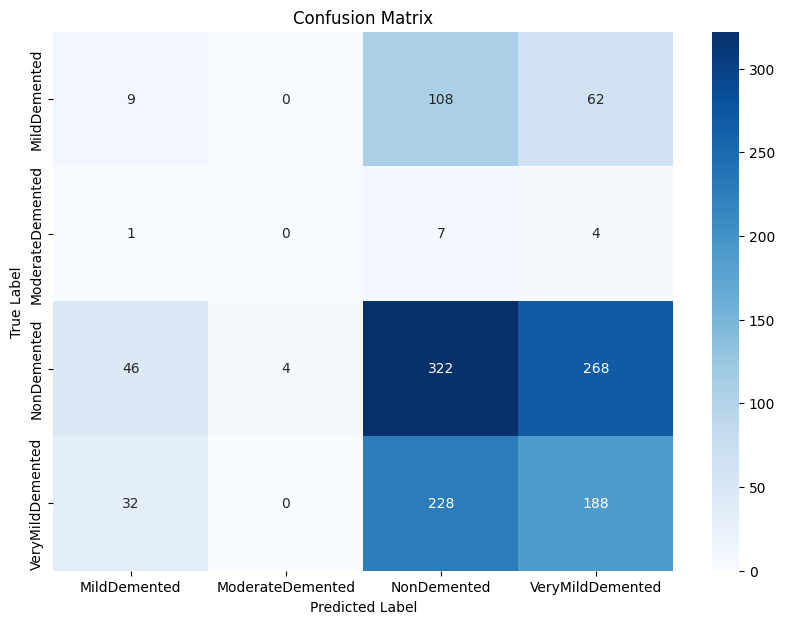 Confusion Matrix
True Label
MildDemented
9 0 108 62
ModerateDemented
1 0 7 4
NonDemented
46 4 322 268
VeryMildDemented
32 0 228 188
MildDemented ModerateDemented NonDemented VeryMildDemented
Predicted Label
300
250
200
150
100
50
0